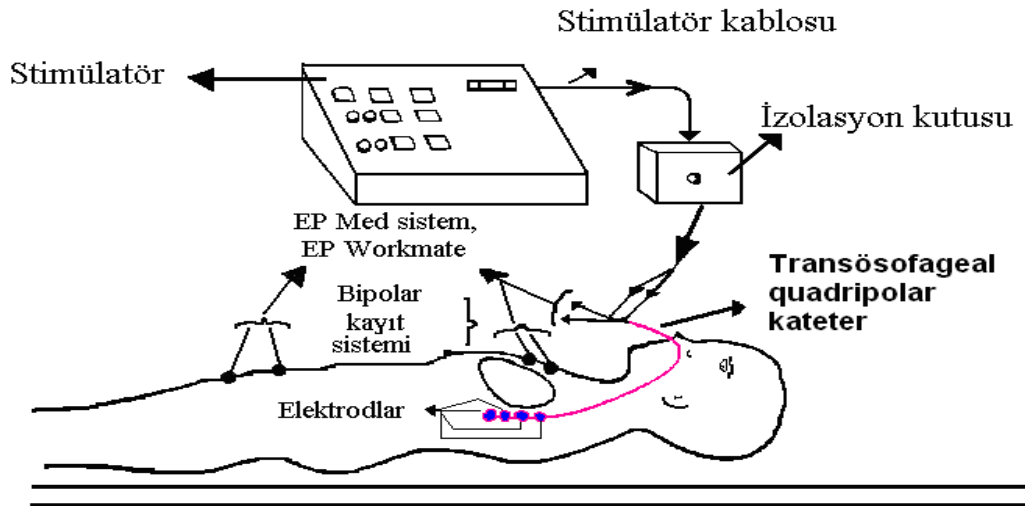 Stimülatör kablosu
Stimülatör
İzolasyon kutusu
EP Med sistem,
EP Workmate
Transösofageal
quadripolar
kateter
Bipolar
kayıt
sistemi
Elektrodlar